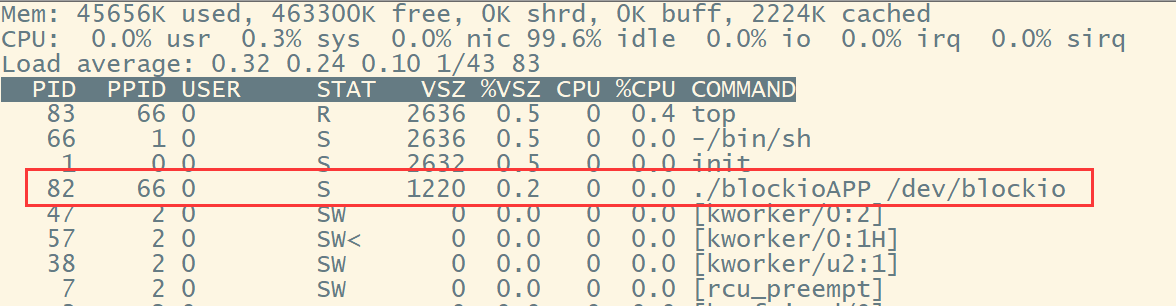 Mem: 45656K used, 463300K free, 0K shrd, 0K buff, 2224K cached
CPU:  0.0% usr  0.3% sys  0.0% nic 99.6% idle  0.0% io  0.0% irq  0.0% sirq
Load average: 0.32 0.24 0.10 1/43 83
  PID  PPID USER     STAT   VSZ %VSZ CPU %CPU COMMAND
   83    66 0        R     2636  0.5   0  0.4 top
   66     1 0        S     2636  0.5   0  0.0 -/bin/sh
    1     0 0        S     2632  0.5   0  0.0 init
   82    66 0        S     1220  0.2   0  0.0 ./blockioAPP /dev/blockio
   47     2 0        SW       0  0.0   0  0.0 [kworker/0:2]
   57     2 0        SW<      0  0.0   0  0.0 [kworker/0:1H]
   38     2 0        SW       0  0.0   0  0.0 [kworker/u2:1]
    7     2 0        SW       0  0.0   0  0.0 [rcu_preempt]